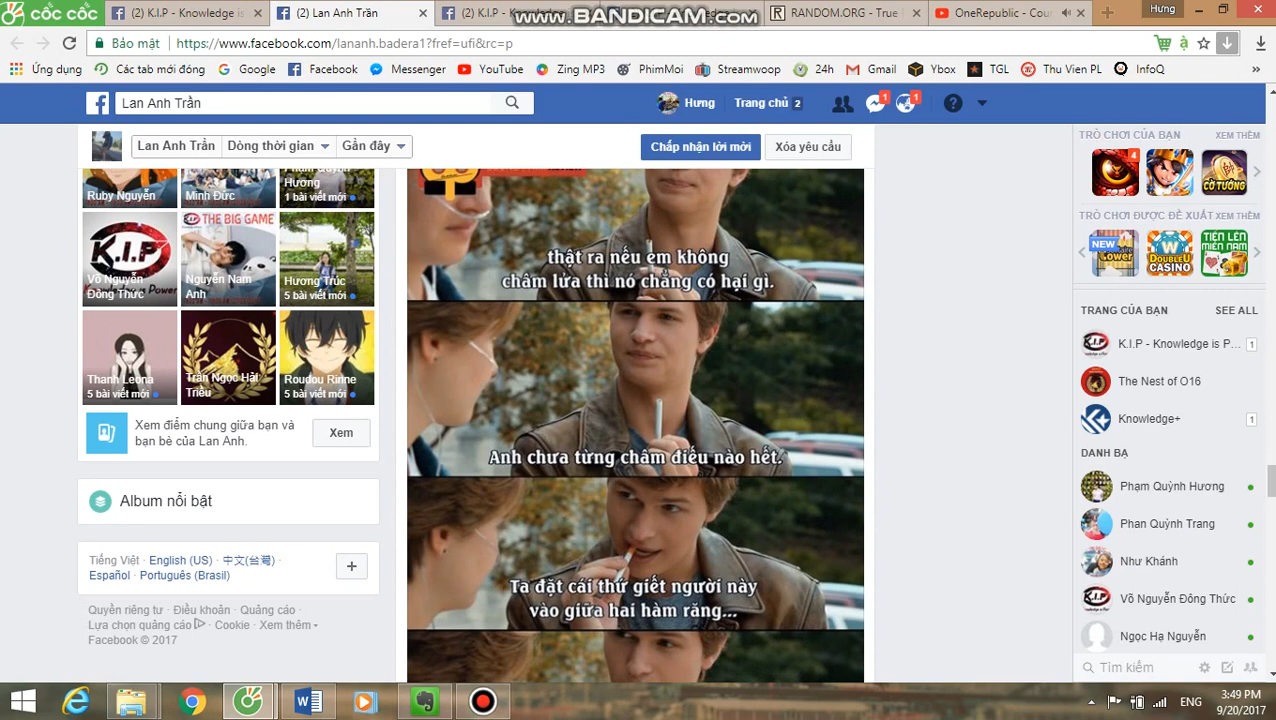 CỐC CỐC
(2) K.I.P - Knowledge is
(2) Lan Anh Trần
(2) K.I.P - Knowledge is
www.BANDICAM.com
RANDOM.ORG - True
OneRepublic - Cou
Hưng
Bảo mật
https://www.facebook.com/lananh.badera1?fref=ufi&rc=p
Ứng dụng
Các tab mới đóng
Google
Facebook
Messenger
YouTube
Zing MP3
PhimMoi
Streamwoop
24h
Gmail
Ybox
TGL
Thu Vien PL
InfoQ
Lan Anh Trần
Hưng
Trang chủ 2
1
1
Lan Anh Trần
Dòng thời gian
Gần đây
Chấp nhận lời mời
Xóa yêu cầu
Ruby Nguyễn
Minh Đức
Phạm Quỳnh
Hương
1 bài viết mới
K.I.P
Võ Nguyễn
Đông Thức
THE BIG GAME
Nguyễn Nam
Anh
Hương Trúc
5 bài viết mới
Thanh Leona
5 bài viết mới
Trần Ngọc Hải
Triều
Roudou Rinne
5 bài viết mới
Xem điểm chung giữa bạn và
bạn bè của Lan Anh.
Xem
Album nổi bật
Tiếng Việt · English (US) · 中文(台灣) ·
Español · Português (Brasil)
Quyền riêng tư · Điều khoản · Quảng cáo ·
Lựa chọn quảng cáo · Cookie · Xem thêm
Facebook © 2017
thật ra nếu em không
châm lửa thì nó chẳng có hại gì.
Anh chưa từng châm điếu nào hết.
Ta đặt cái thứ giết người này
vào giữa hai hàm răng...
TRÒ CHƠI CỦA BẠN
XEM THÊM
4
CỜ TƯỚNG
TRÒ CHƠI ĐƯỢC ĐỀ XUẤT
XEM THÊM
NEW
Tower
DOUBLEU
CASINO
TIẾN LÊN
MIỀN NAM
TRANG CỦA BẠN
SEE ALL
K.I.P - Knowledge is P...
1
The Nest of O16
Knowledge+
1
DANH BẠ
Phạm Quỳnh Hương
Phan Quỳnh Trang
Như Khánh
Võ Nguyễn Đông Thức
Ngọc Hạ Nguyễn
Tìm kiếm
ENG
3:49 PM
9/20/2017